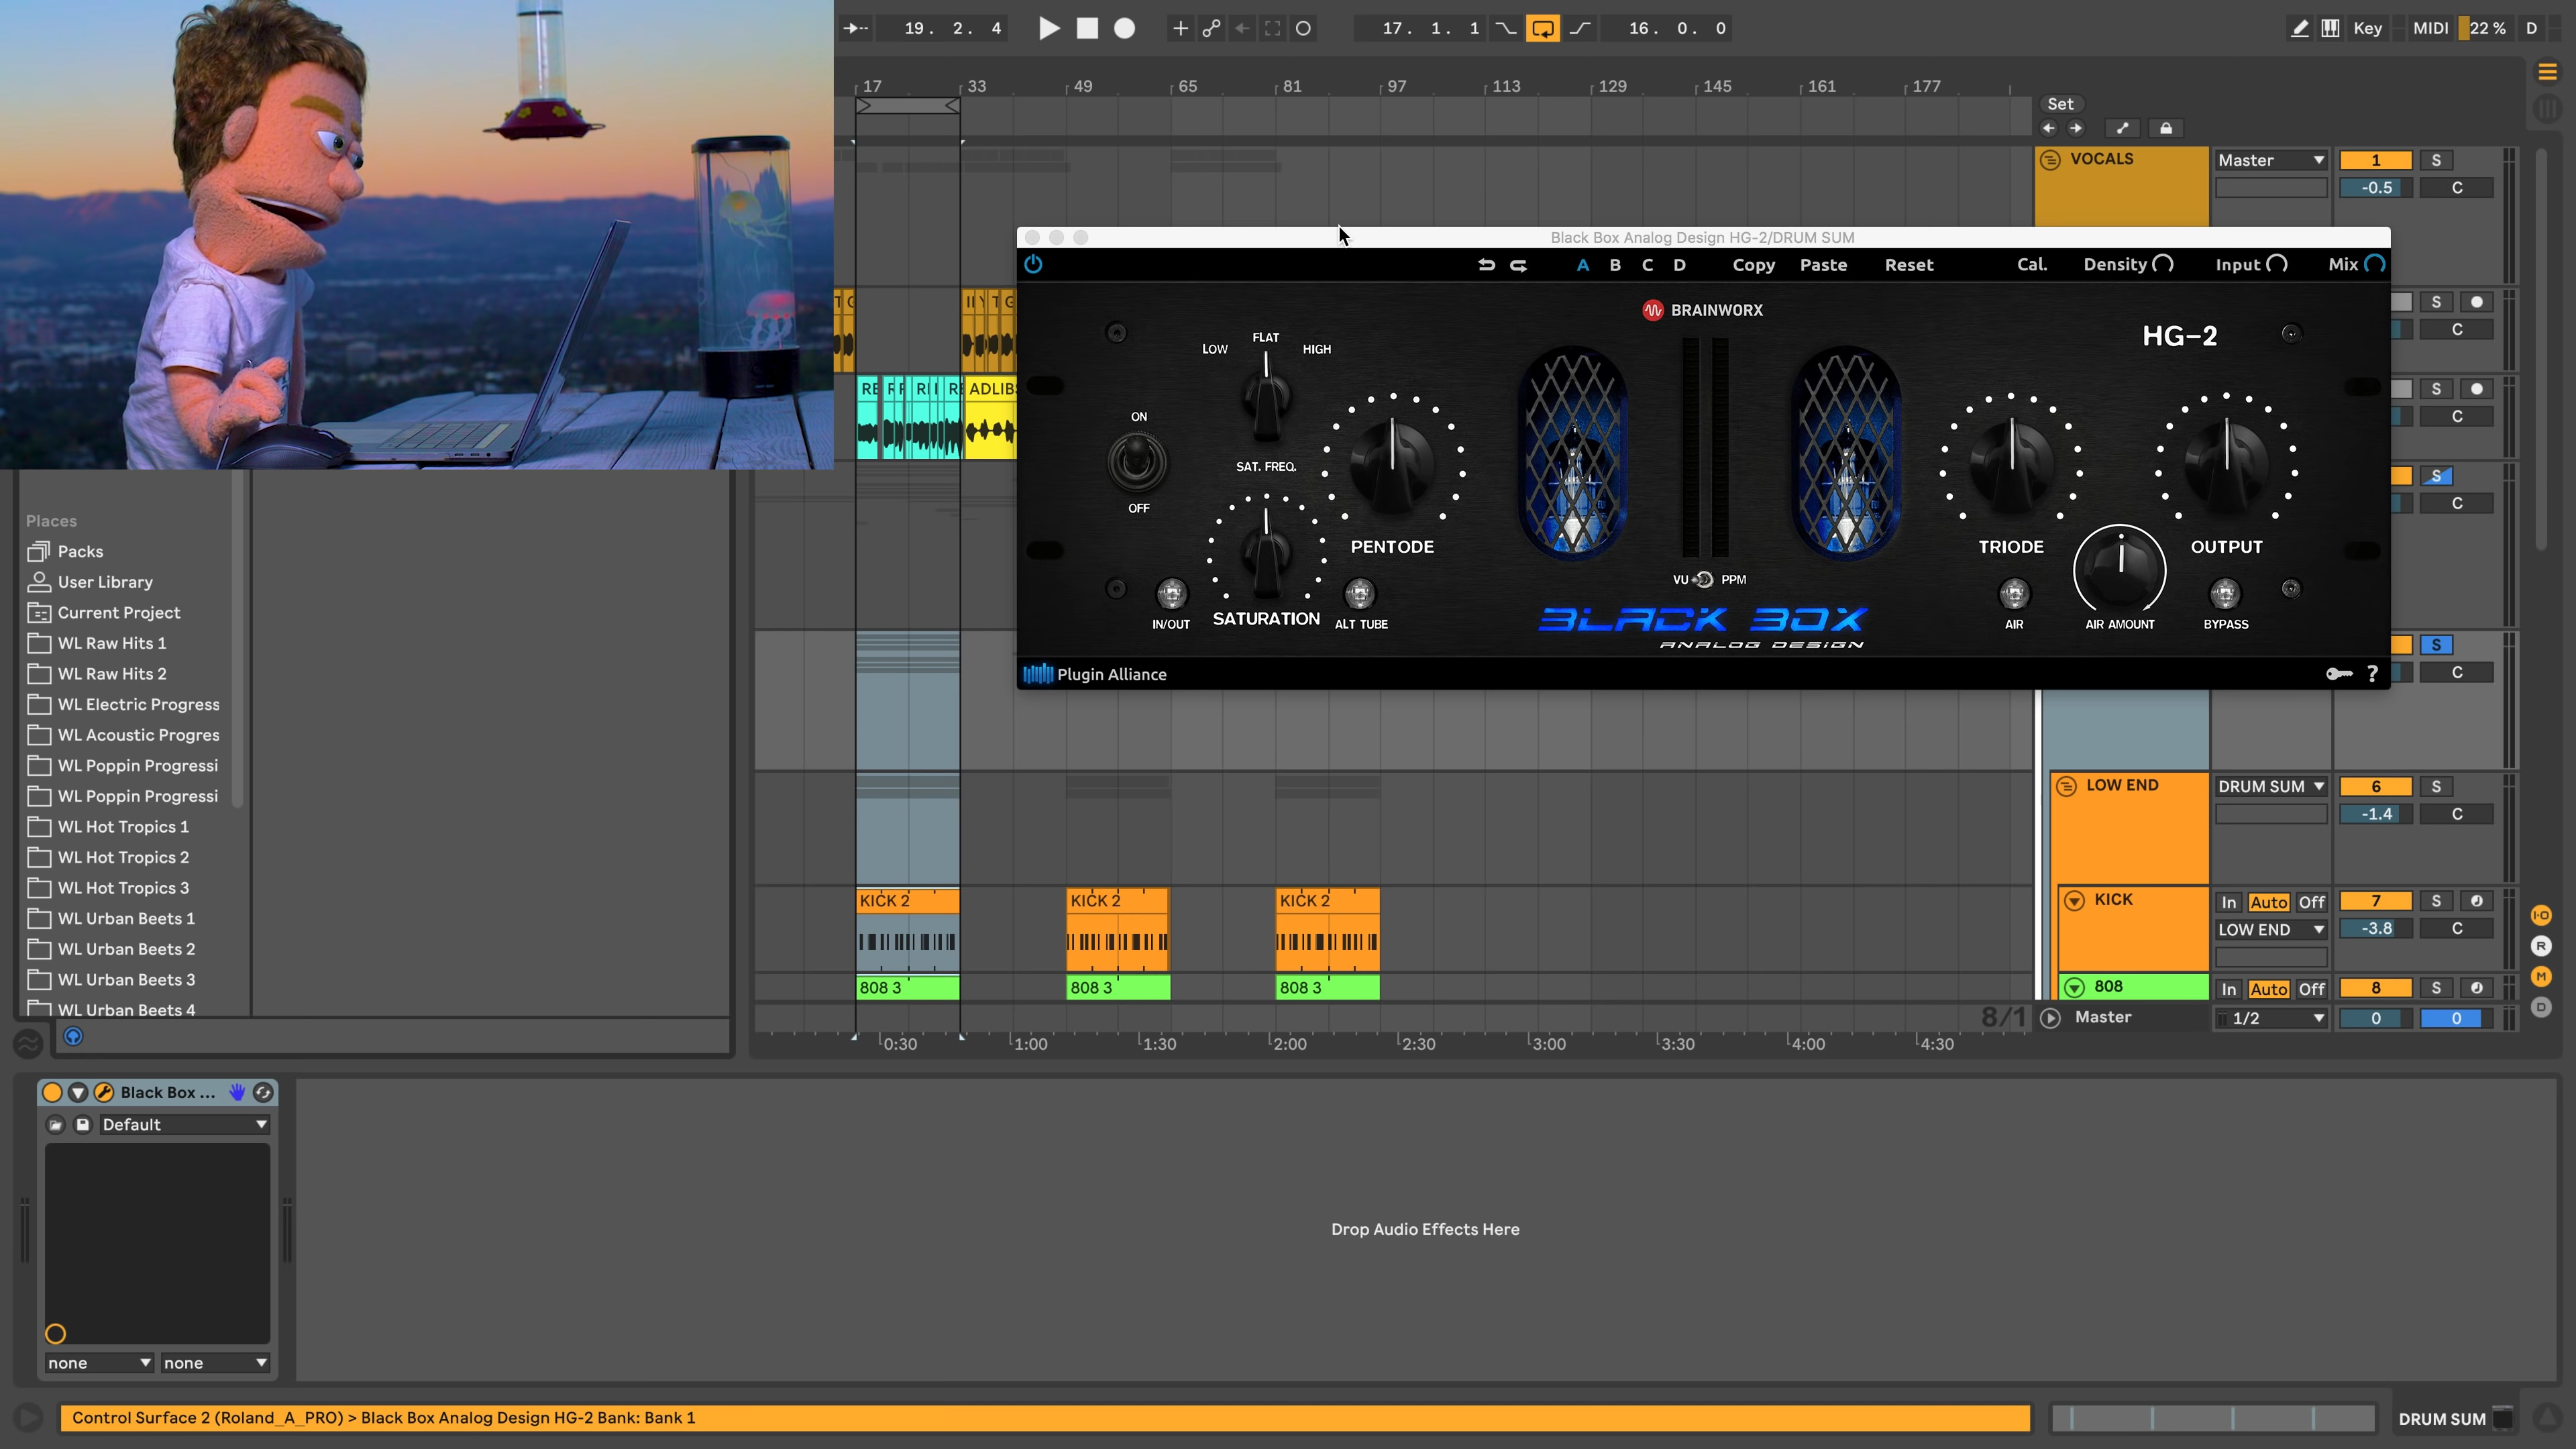 19. 2. 4
17. 1. 1
16. 0. 0
Key
MIDI
22 %
D
17
33
49
65
81
97
113
129
145
161
177
Set
VOCALS
Master
1
S
-0.5
C
Black Box Analog Design HG-2/DRUM SUM
A B C D
Copy
Paste
Reset
Cal.
Density
Input
Mix
BRAINWORX
HG-2
LOW
FLAT
HIGH
ON
OFF
SAT. FREQ.
PENTODE
TRIODE
OUTPUT
VU
PPM
IN/OUT
SATURATION
ALT TUBE
BLACK BOX
ANALOG DESIGN
AIR
AIR AMOUNT
BYPASS
Plugin Alliance
?
S
C
S
C
S
C
S
C
ADLIB
Places
Packs
User Library
Current Project
WL Raw Hits 1
WL Raw Hits 2
WL Electric Progress
WL Acoustic Progres
WL Poppin Progressi
WL Poppin Progressi
WL Hot Tropics 1
WL Hot Tropics 2
WL Hot Tropics 3
WL Urban Beets 1
WL Urban Beets 2
WL Urban Beets 3
WL Urban Beets 4
LOW END
DRUM SUM
6
S
-1.4
C
KICK 2
KICK 2
KICK 2
KICK
In Auto Off
7
S
LOW END
-3.8
C
808 3
808 3
808 3
808
In Auto Off
8
S
8/1
Master
1/2
0
0
I·O
R
M
D
0:30
1:00
1:30
2:00
2:30
3:00
3:30
4:00
4:30
Black Box ...
Default
none
none
Drop Audio Effects Here
Control Surface 2 (Roland_A_PRO) > Black Box Analog Design HG-2 Bank: Bank 1
DRUM SUM